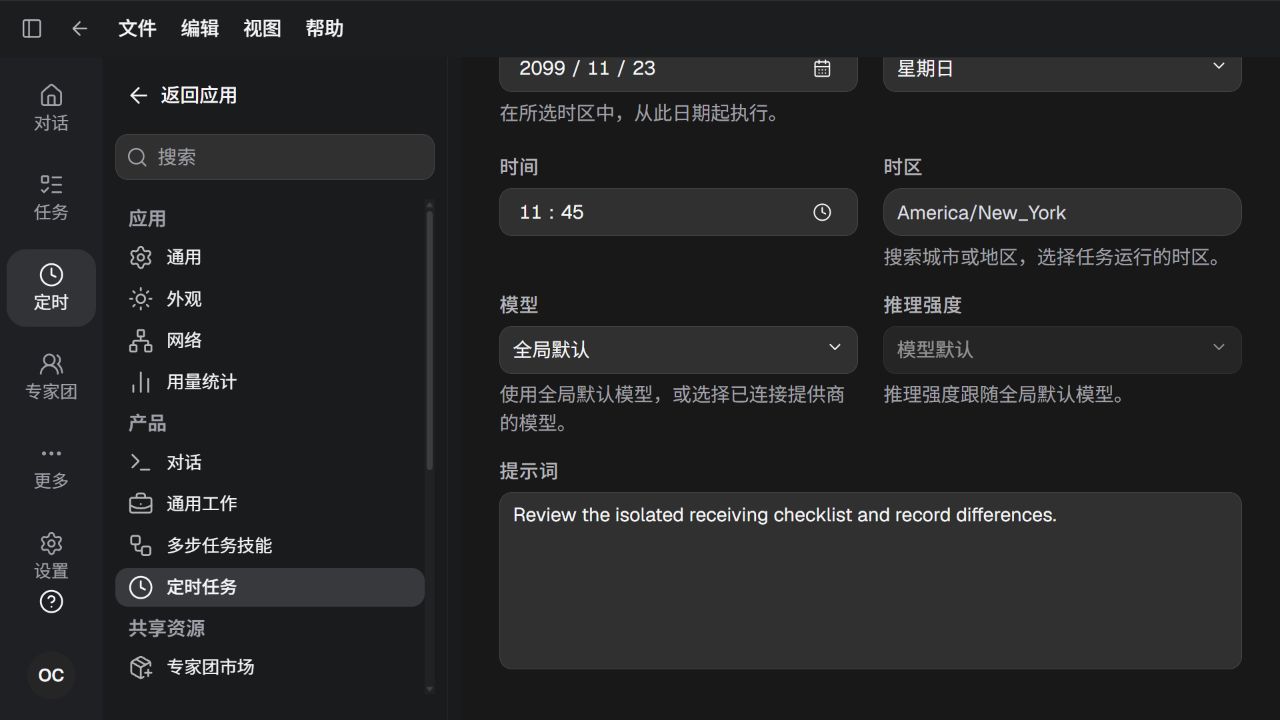 文件 编辑 视图 帮助
对话
任务
定时
专家团
更多
设置
OC
返回应用
搜索
应用
通用
外观
网络
用量统计
产品
对话
通用工作
多步任务技能
定时任务
共享资源
专家团市场
2099 / 11 / 23
星期日
在所选时区中，从此日期起执行。
时间
时区
11 : 45
America/New_York
搜索城市或地区，选择任务运行的时区。
模型
推理强度
全局默认
模型默认
使用全局默认模型，或选择已连接提供商
的模型。
推理强度跟随全局默认模型。
提示词
Review the isolated receiving checklist and record differences.